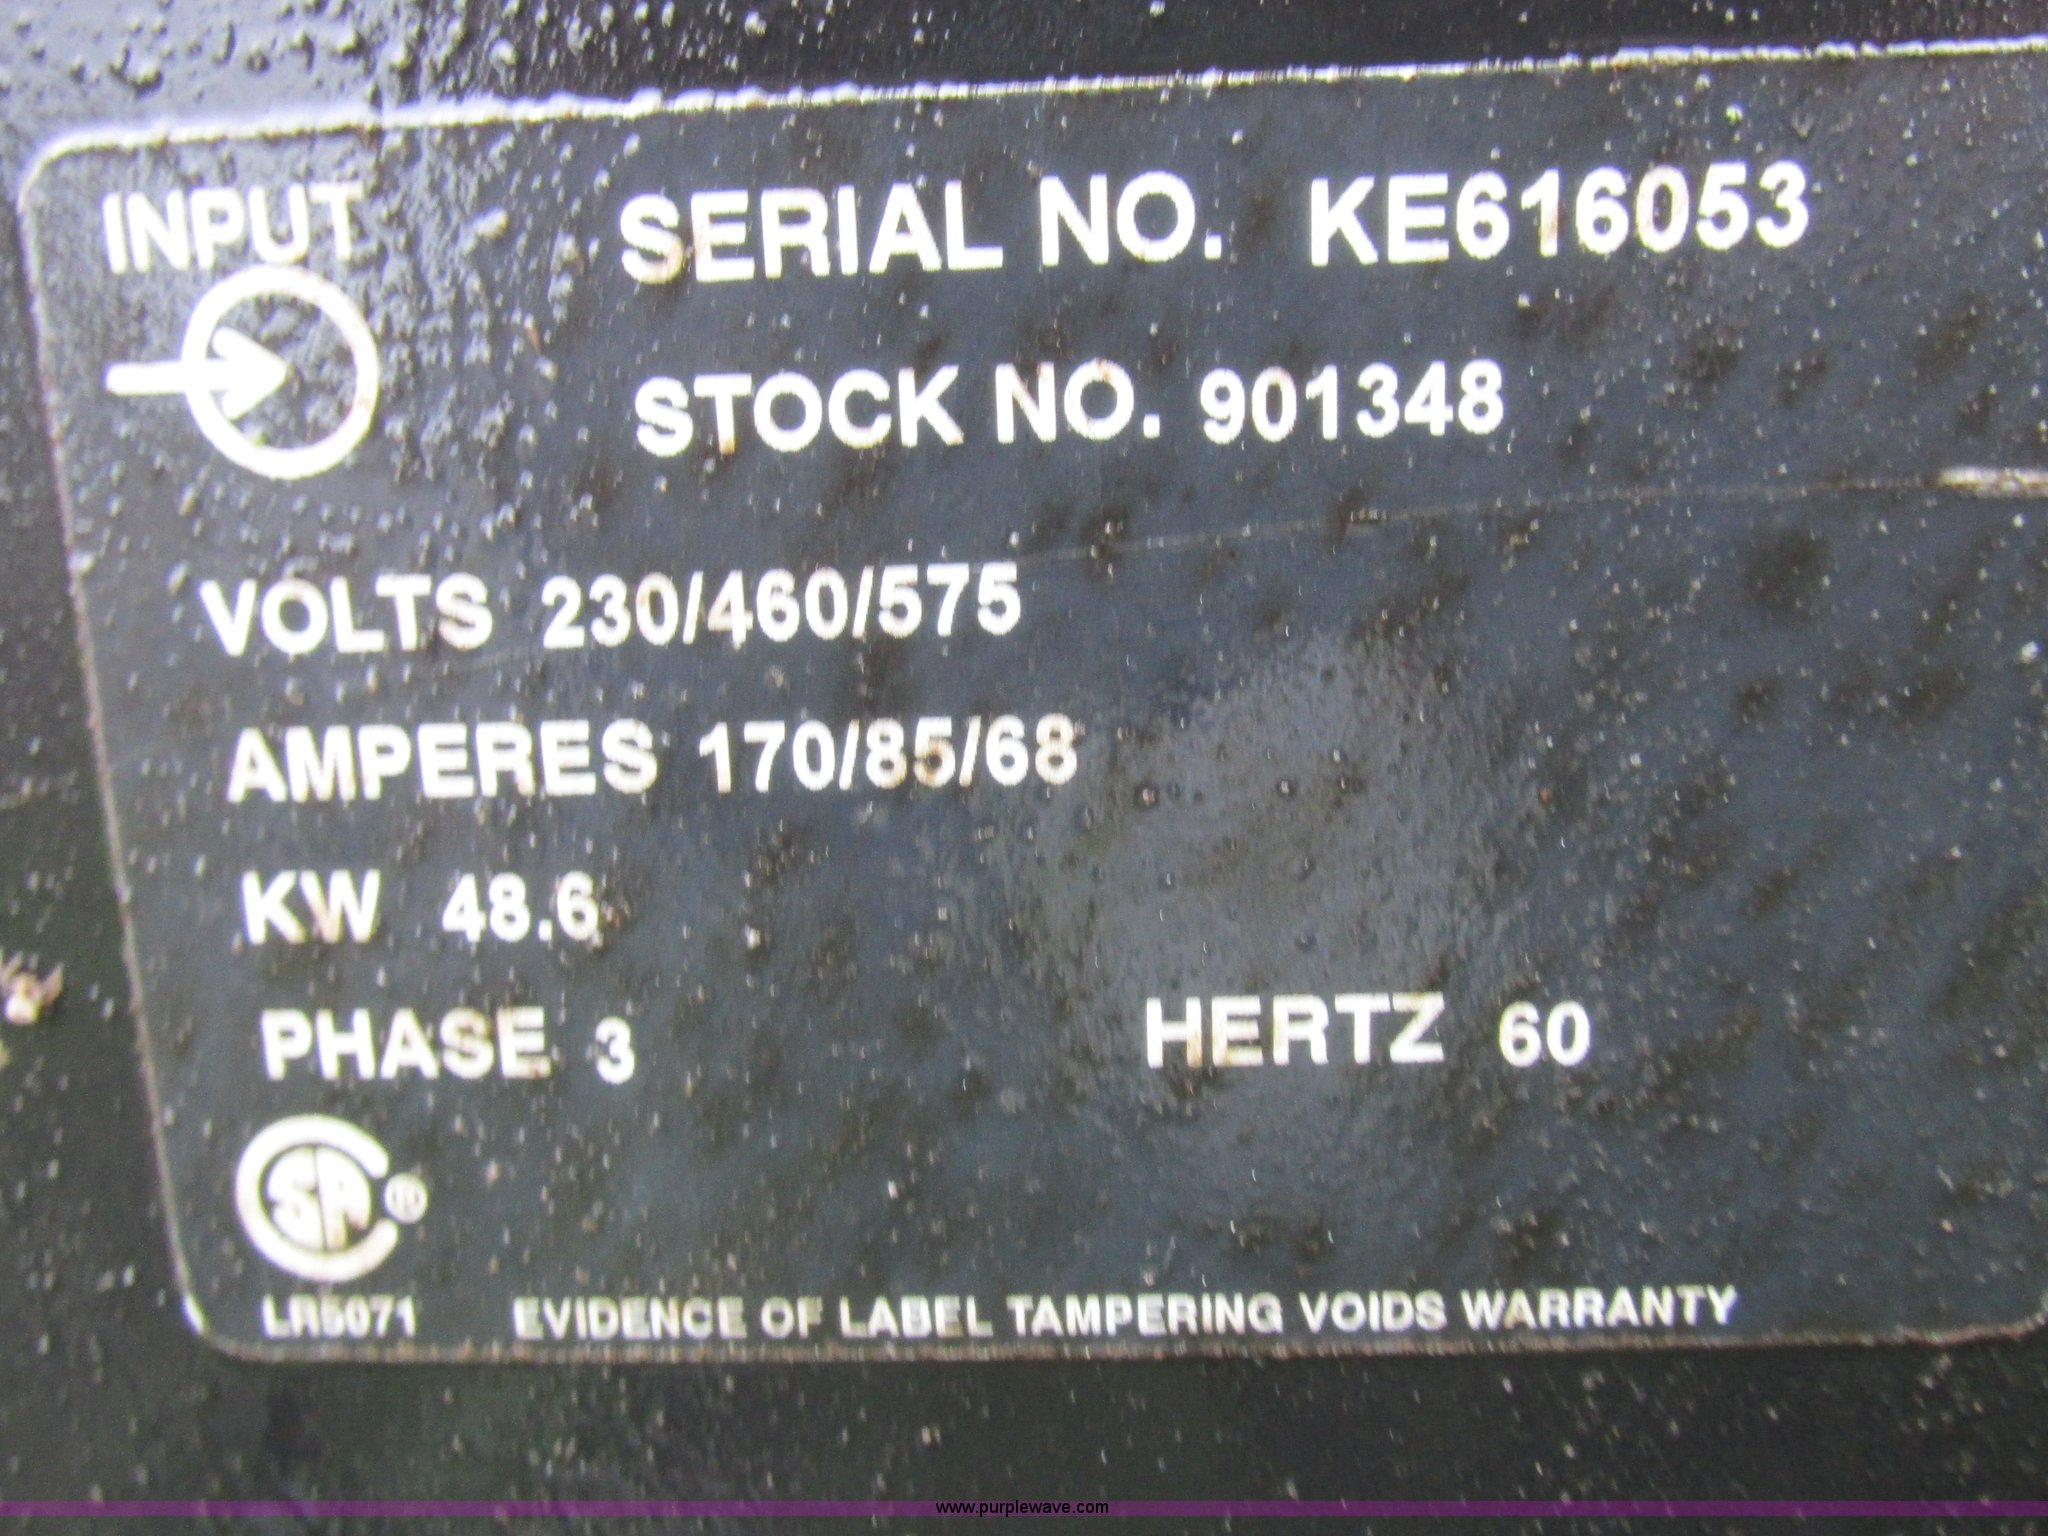 INPUT
SERIAL NO. KE616053
STOCK NO. 901348
VOLTS 230/460/575
AMPERES 170/85/68
KW 48.6
PHASE 3 HERTZ 60
SA ®
LR5071 EVIDENCE OF LABEL TAMPERING VOIDS WARRANTY
www.purplewave.com